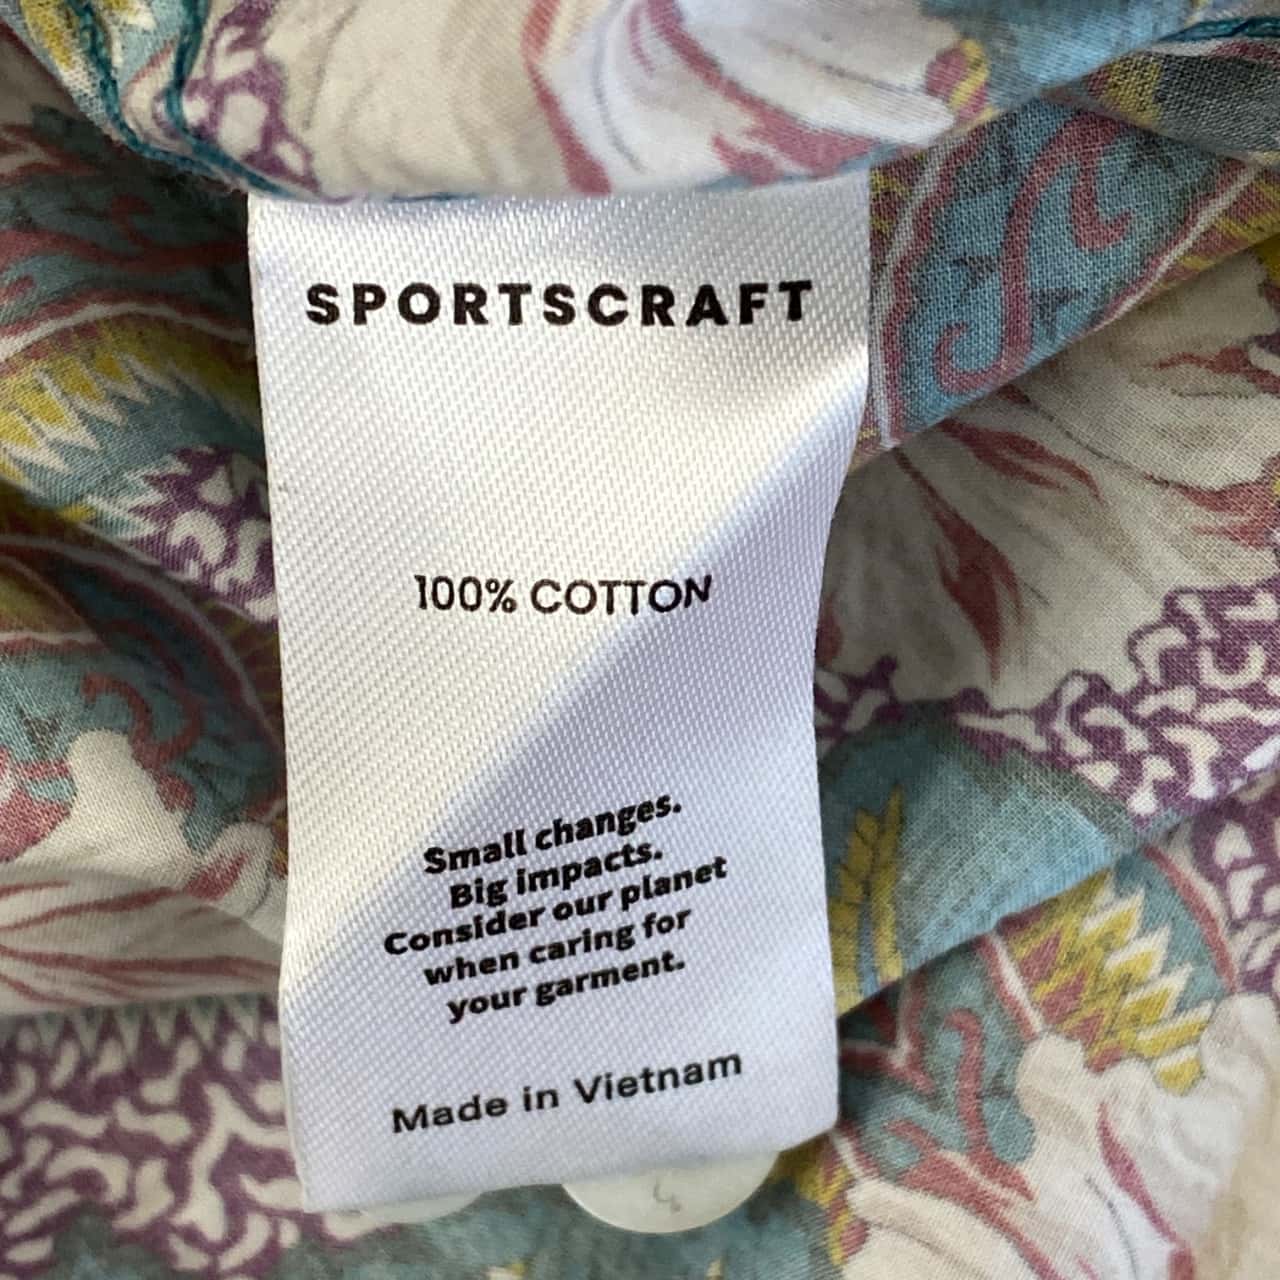 SPORTSCRAFT
100% COTTON
Small changes.
Big impacts.
Consider our planet
when caring for
your garment.
Made in Vietnam